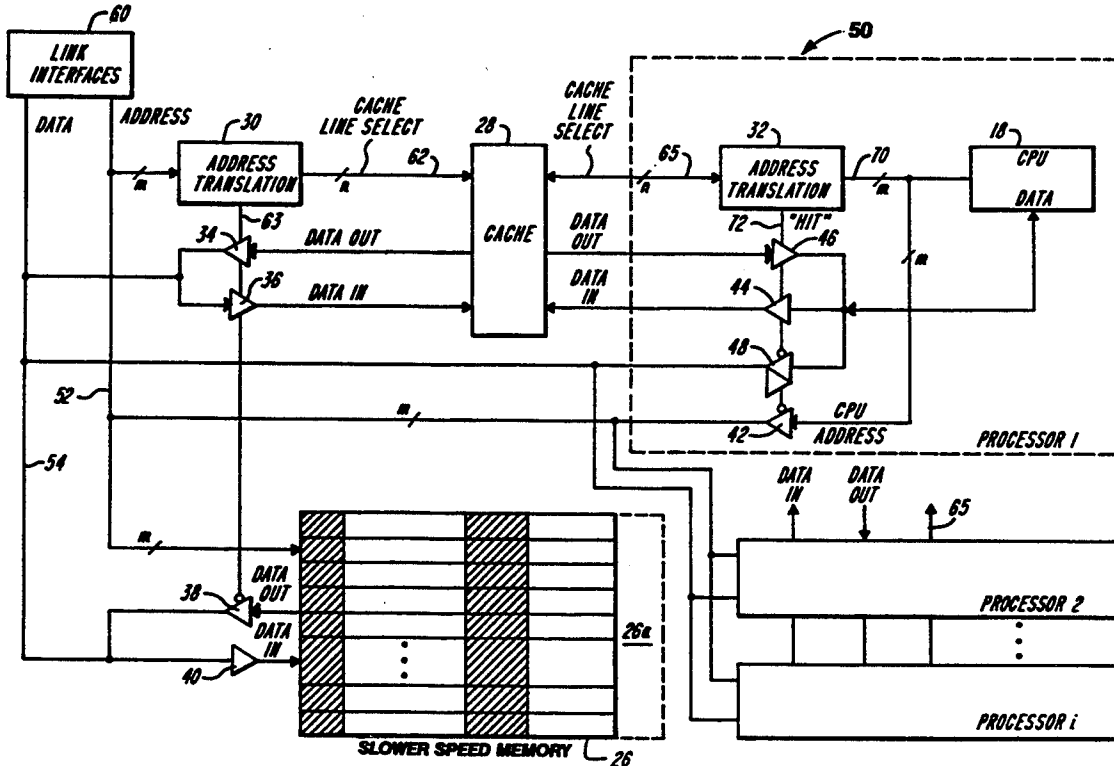 60
LINK
INTERFACES
DATA
ADDRESS
m
30
ADDRESS
TRANSLATION
CACHE
LINE SELECT
n
62
28
CACHE
CACHE
LINE
SELECT
n
65
50
32
ADDRESS
TRANSLATION
70
m
18
CPU
DATA
63
34
DATA OUT
36
DATA IN
DATA
OUT
DATA
IN
72
"HIT"
46
44
48
m
42
CPU
ADDRESS
PROCESSOR 1
52
m
54
m
38
DATA
OUT
DATA
IN
40
26a
SLOWER SPEED MEMORY
26
DATA
IN
DATA
OUT
65
PROCESSOR 2
PROCESSOR i